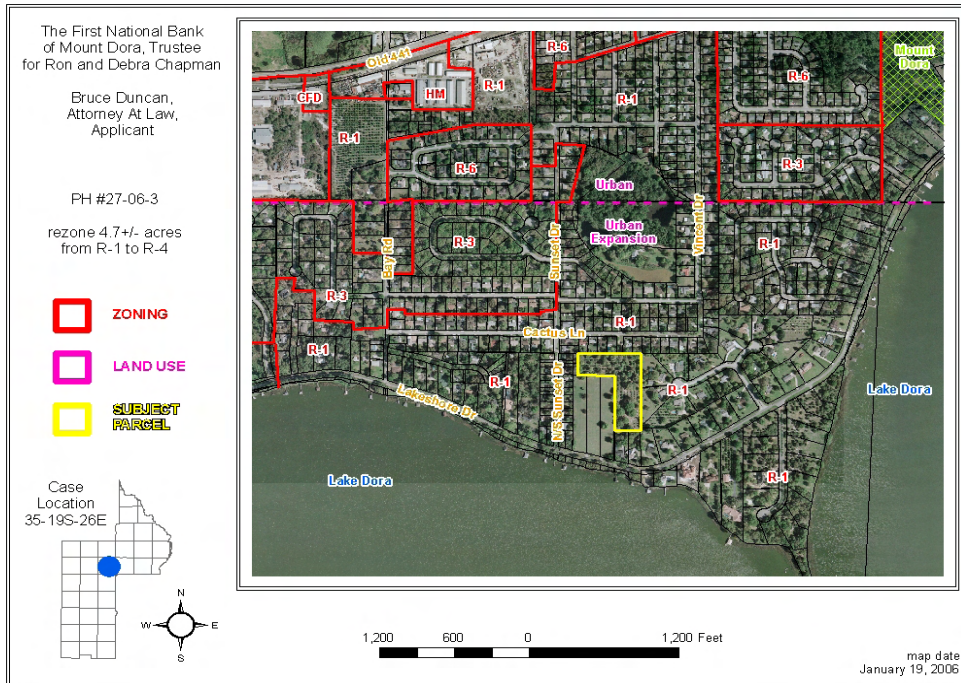 The First National Bank
of Mount Dora, Trustee
for Ron and Debra Chapman
Bruce Duncan,
Attorney At Law,
Applicant
PH #27-06-3
rezone 4.7+/- acres
from R-1 to R-4
ZONING
LAND USE
SUBJECT
PARCEL
Case
Location
35-19S-26E
N
W
E
S
Old 441
R-6
R-1
CFD
HM
R-1
R-1
R-6
Mount
Dora
R-6
R-3
Urban
Urban
Expansion
Bay Rd
R-3
Sunset Dr
Vincent Dr
R-1
R-3
Cactus Ln
R-1
R-1
R-1
N/S Sunset Dr
R-1
Lakeshore Dr
Lake Dora
R-1
Lake Dora
1,200
600
0
1,200 Feet
map date
January 19, 2006